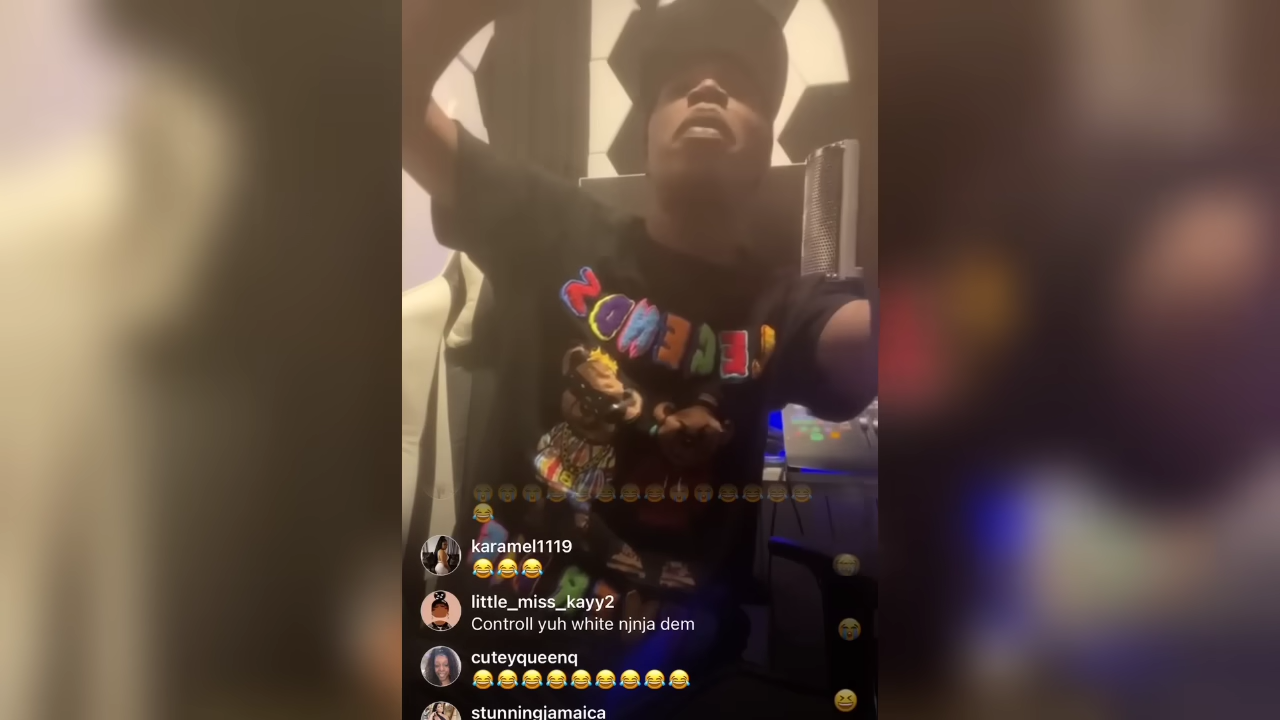 😂😂😂😂😂😂😂😂😂😂😂😂😂😂
😂
karamel1119
😂😂😂
little_miss_kayy2
Controll yuh white njnja dem
cuteyqueenq
😂😂😂😂😂😂😂😂😂
stunningjamaica